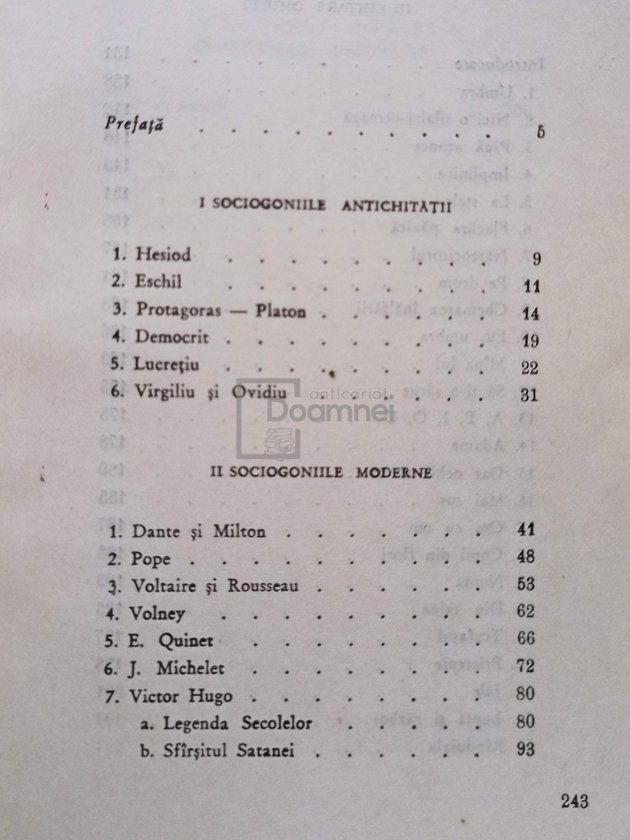 Prefață . . . . . . . . . . 5
I SOCIOGONIILE ANTICHITATII
1. Hesiod . . . . . . . . . 9
2. Eschil . . . . . . . . . 11
3. Protagoras — Platon . . . . . . 14
4. Democrit . . . . . . . . . 19
5. Lucrețiu . . . . . . . . . 22
6. Virgiliu și Ovidiu . . . . . . 31
anticariat
Doamnei
II SOCIOGONIILE MODERNE
1. Dante și Milton . . . . . . . 41
2. Pope . . . . . . . . . . 48
3. Voltaire și Rousseau . . . . . . 53
4. Volney . . . . . . . . . 62
5. E. Quinet . . . . . . . . 66
6. J. Michelet . . . . . . . . 72
7. Victor Hugo . . . . . . . . 80
a. Legenda Secolelor . . . . . 80
b. Sfîrșitul Satanei . . . . . . 93
243